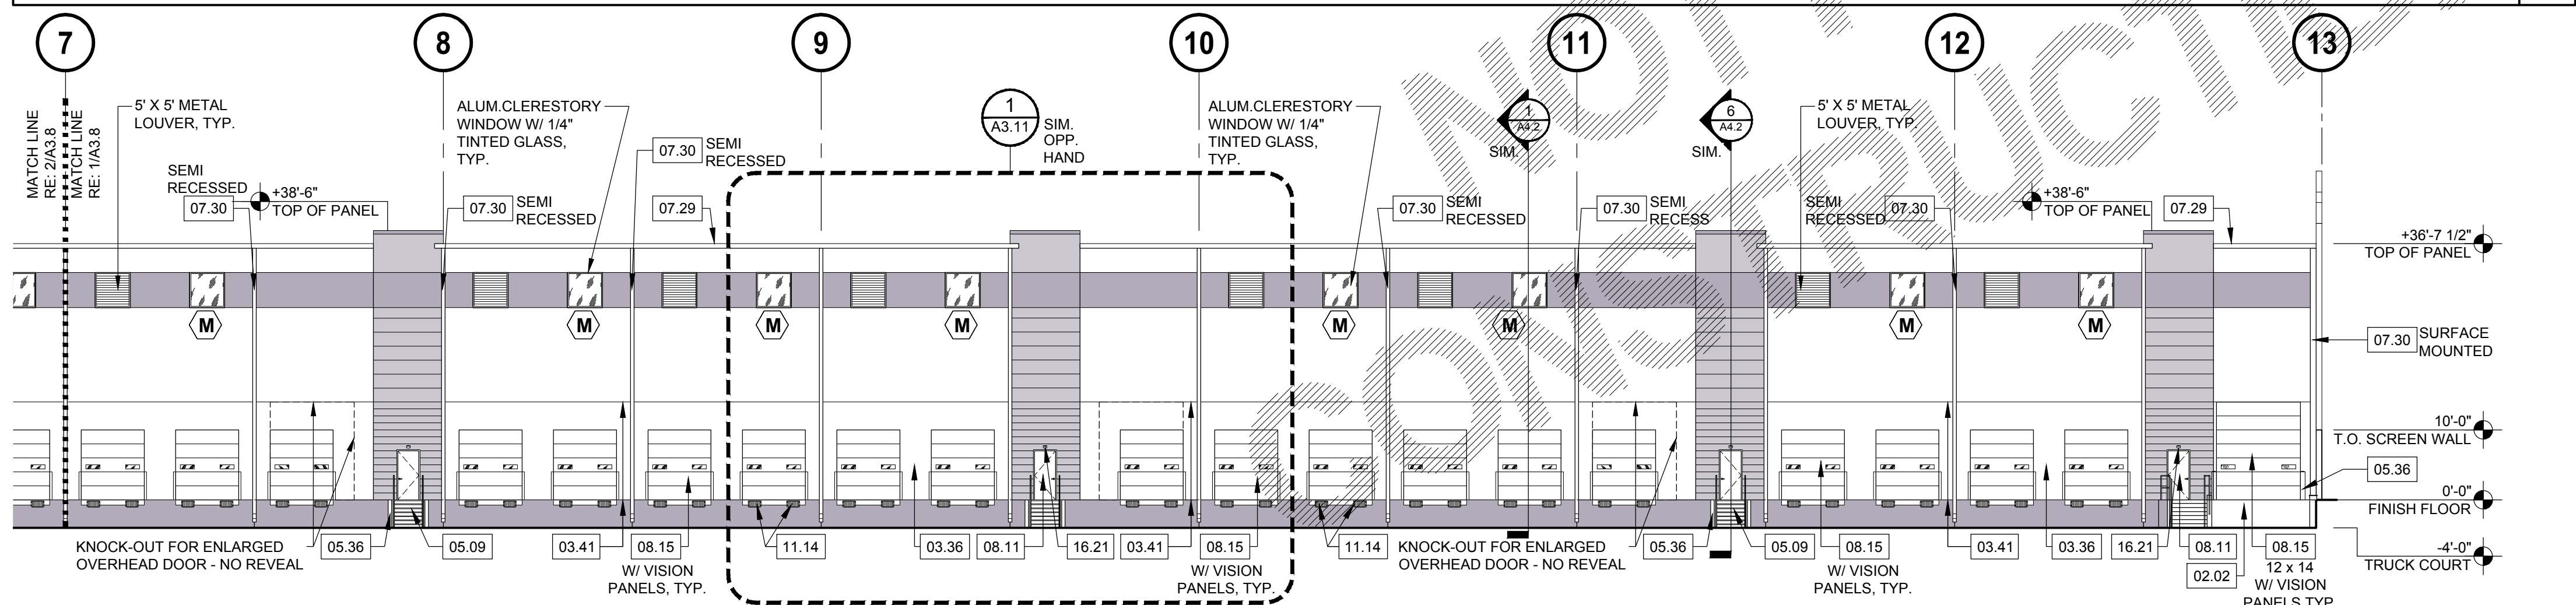 7
8
9
10
11
12
13
MATCH LINE
RE: 2/A3.8
MATCH LINE
RE: 1/A3.8
5' X 5' METAL
LOUVER, TYP.
SEMI
RECESSED
07.30
+38'-6"
TOP OF PANEL
ALUM.CLERESTORY
WINDOW W/ 1/4"
TINTED GLASS,
TYP.
07.30
SEMI
RECESSED
07.30
SEMI
RECESSED
07.29
1
A3.11
SIM.
OPP.
HAND
ALUM.CLERESTORY
WINDOW W/ 1/4"
TINTED GLASS,
TYP.
07.30
SEMI
RECESSED
1
A4.2
SIM.
07.30
SEMI
RECESS
6
A4.2
SIM.
5' X 5' METAL
LOUVER, TYP.
SEMI
RECESSED
07.30
+38'-6"
TOP OF PANEL
07.29
+36'-7 1/2"
TOP OF PANEL
M
M
M
M
M
M
M
M
07.30
SURFACE
MOUNTED
10'-0"
T.O. SCREEN WALL
05.36
0'-0"
FINISH FLOOR
-4'-0"
TRUCK COURT
KNOCK-OUT FOR ENLARGED
OVERHEAD DOOR - NO REVEAL
05.36
05.09
03.41
08.15
W/ VISION
PANELS, TYP.
11.14
03.36
08.11
16.21
03.41
08.15
W/ VISION
PANELS, TYP.
11.14
KNOCK-OUT FOR ENLARGED
OVERHEAD DOOR - NO REVEAL
05.36
05.09
08.15
W/ VISION
PANELS, TYP.
03.41
03.36
16.21
08.11
02.02
08.15
12 x 14
W/ VISION
PANELS TYP
NOT
CONSTRUCTION